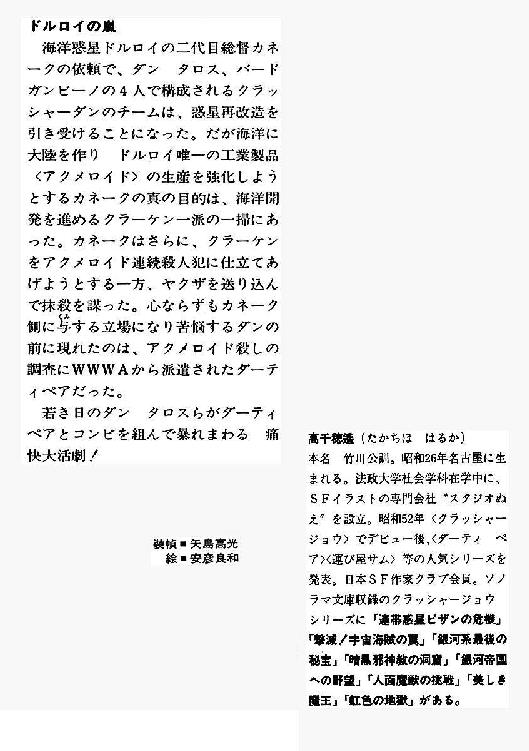 ドルロイの嵐
　海洋惑星ドルロイの二代目総督カネ
ークの依頼で、ダン　タロス、バード
ガンビーノの４人で構成されるクラッ
シャーダンのチームは、惑星再改造を
引き受けることになった。だが海洋に
大陸を作り　ドルロイ唯一の工業製品
〈アクメロイド〉の生産を強化しよう
とするカネークの真の目的は、海洋開
発を進めるクラーケン一派の一掃にあ
った。カネークはさらに、クラーケン
をアクメロイド連続殺人犯に仕立てあ
げようとする一方、ヤクザを送り込ん
で抹殺を謀った。心ならずもカネーク
側に与する立場になり苦悩するダンの
前に現れたのは、アクメロイド殺しの
調査にWWWAから派遣されたダーテ
ィペアだった。
　若き日のダン　タロスらがダーティ
ペアとコンビを組んで暴れまわる　痛
快大活劇！
装幀■矢島高光
絵■安彦良和
高千穂遙（たかちほ　はるか）
本名　竹川公訓。昭和26年名古屋に生
まれる。法政大学社会学科在学中に、
ＳＦイラストの専門会社〝スタジオぬ
え〟を設立。昭和52年〈クラッシャー
ジョウ〉でデビュー後、〈ダーティ　ペ
ア〉〈運び屋サム〉等の人気シリーズを
発表。日本ＳＦ作家クラブ会員。ソノ
ラマ文庫収録のクラッシャージョウ
シリーズに「連帯惑星ピザンの危機」
「撃滅！宇宙海賊の罠」「銀河系最後の
秘宝」「暗黒邪神教の洞窟」「銀河帝国
への野望」「人面魔獣の挑戦」「美しき
魔王」「虹色の地獄」がある。